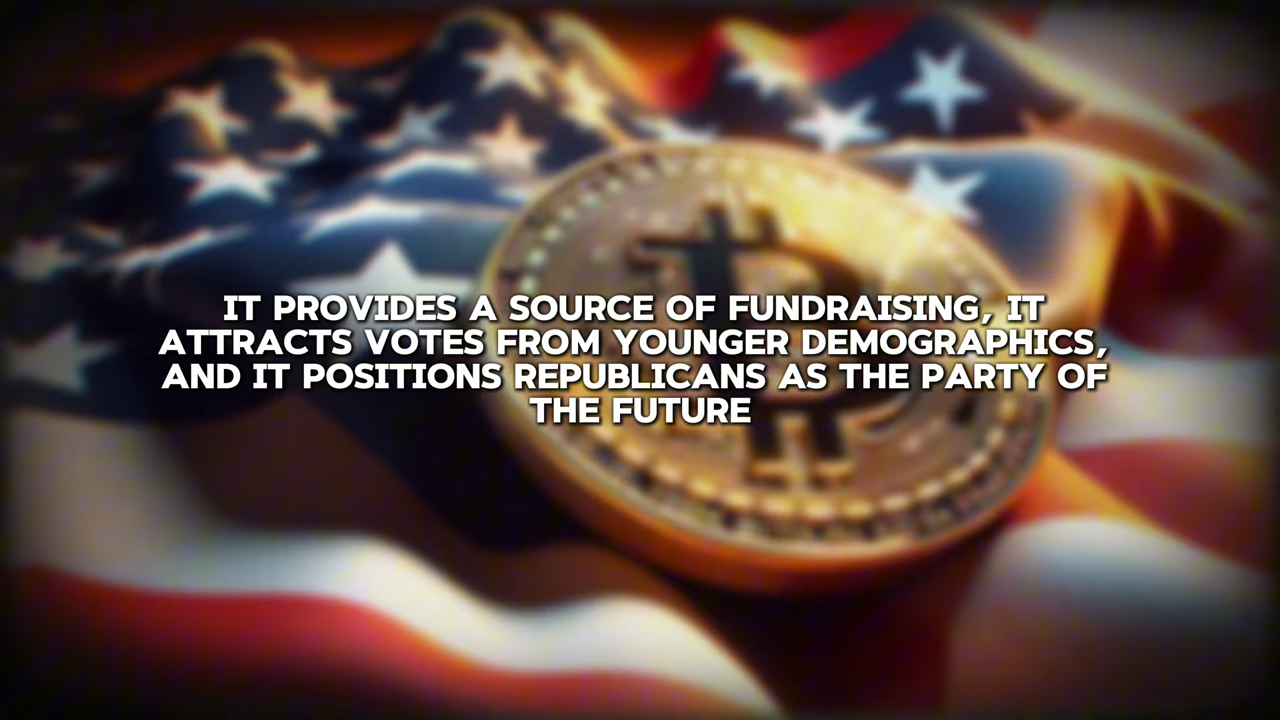 IT PROVIDES A SOURCE OF FUNDRAISING, IT
ATTRACTS VOTES FROM YOUNGER DEMOGRAPHICS,
AND IT POSITIONS REPUBLICANS AS THE PARTY OF
THE FUTURE